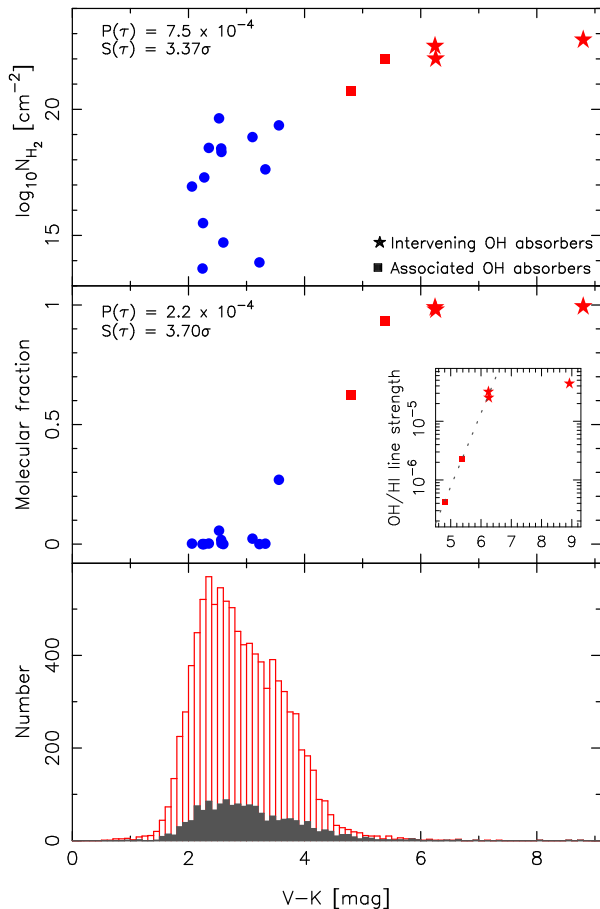 P(τ) = 7.5 x 10⁻⁴
S(τ) = 3.37σ
log₁₀N_H₂ [cm⁻²]
20
15
★ Intervening OH absorbers
■ Associated OH absorbers
P(τ) = 2.2 x 10⁻⁴
S(τ) = 3.70σ
Molecular fraction
1
0.5
0
OH/HI line strength
10⁻⁵
10⁻⁶
5 6 7 8 9
Number
400
200
0
0 2 4 6 8
V−K [mag]